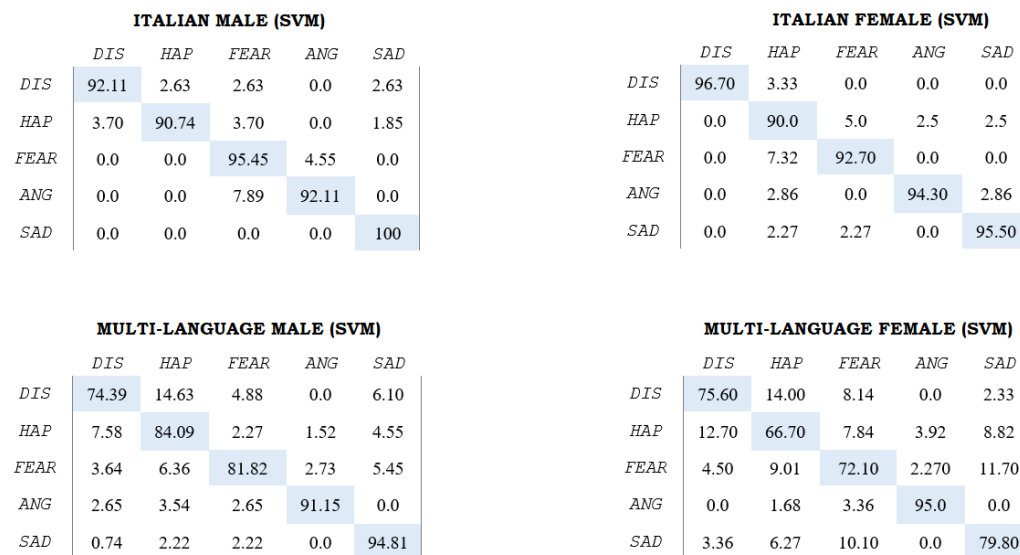 ITALIAN MALE (SVM)
DIS HAP FEAR ANG SAD
DIS 92.11 2.63 2.63 0.0 2.63
HAP 3.70 90.74 3.70 0.0 1.85
FEAR 0.0 0.0 95.45 4.55 0.0
ANG 0.0 0.0 7.89 92.11 0.0
SAD 0.0 0.0 0.0 0.0 100
ITALIAN FEMALE (SVM)
DIS HAP FEAR ANG SAD
DIS 96.70 3.33 0.0 0.0 0.0
HAP 0.0 90.0 5.0 2.5 2.5
FEAR 0.0 7.32 92.70 0.0 0.0
ANG 0.0 2.86 0.0 94.30 2.86
SAD 0.0 2.27 2.27 0.0 95.50
MULTI-LANGUAGE MALE (SVM)
DIS HAP FEAR ANG SAD
DIS 74.39 14.63 4.88 0.0 6.10
HAP 7.58 84.09 2.27 1.52 4.55
FEAR 3.64 6.36 81.82 2.73 5.45
ANG 2.65 3.54 2.65 91.15 0.0
SAD 0.74 2.22 2.22 0.0 94.81
MULTI-LANGUAGE FEMALE (SVM)
DIS HAP FEAR ANG SAD
DIS 75.60 14.00 8.14 0.0 2.33
HAP 12.70 66.70 7.84 3.92 8.82
FEAR 4.50 9.01 72.10 2.270 11.70
ANG 0.0 1.68 3.36 95.0 0.0
SAD 3.36 6.27 10.10 0.0 79.80